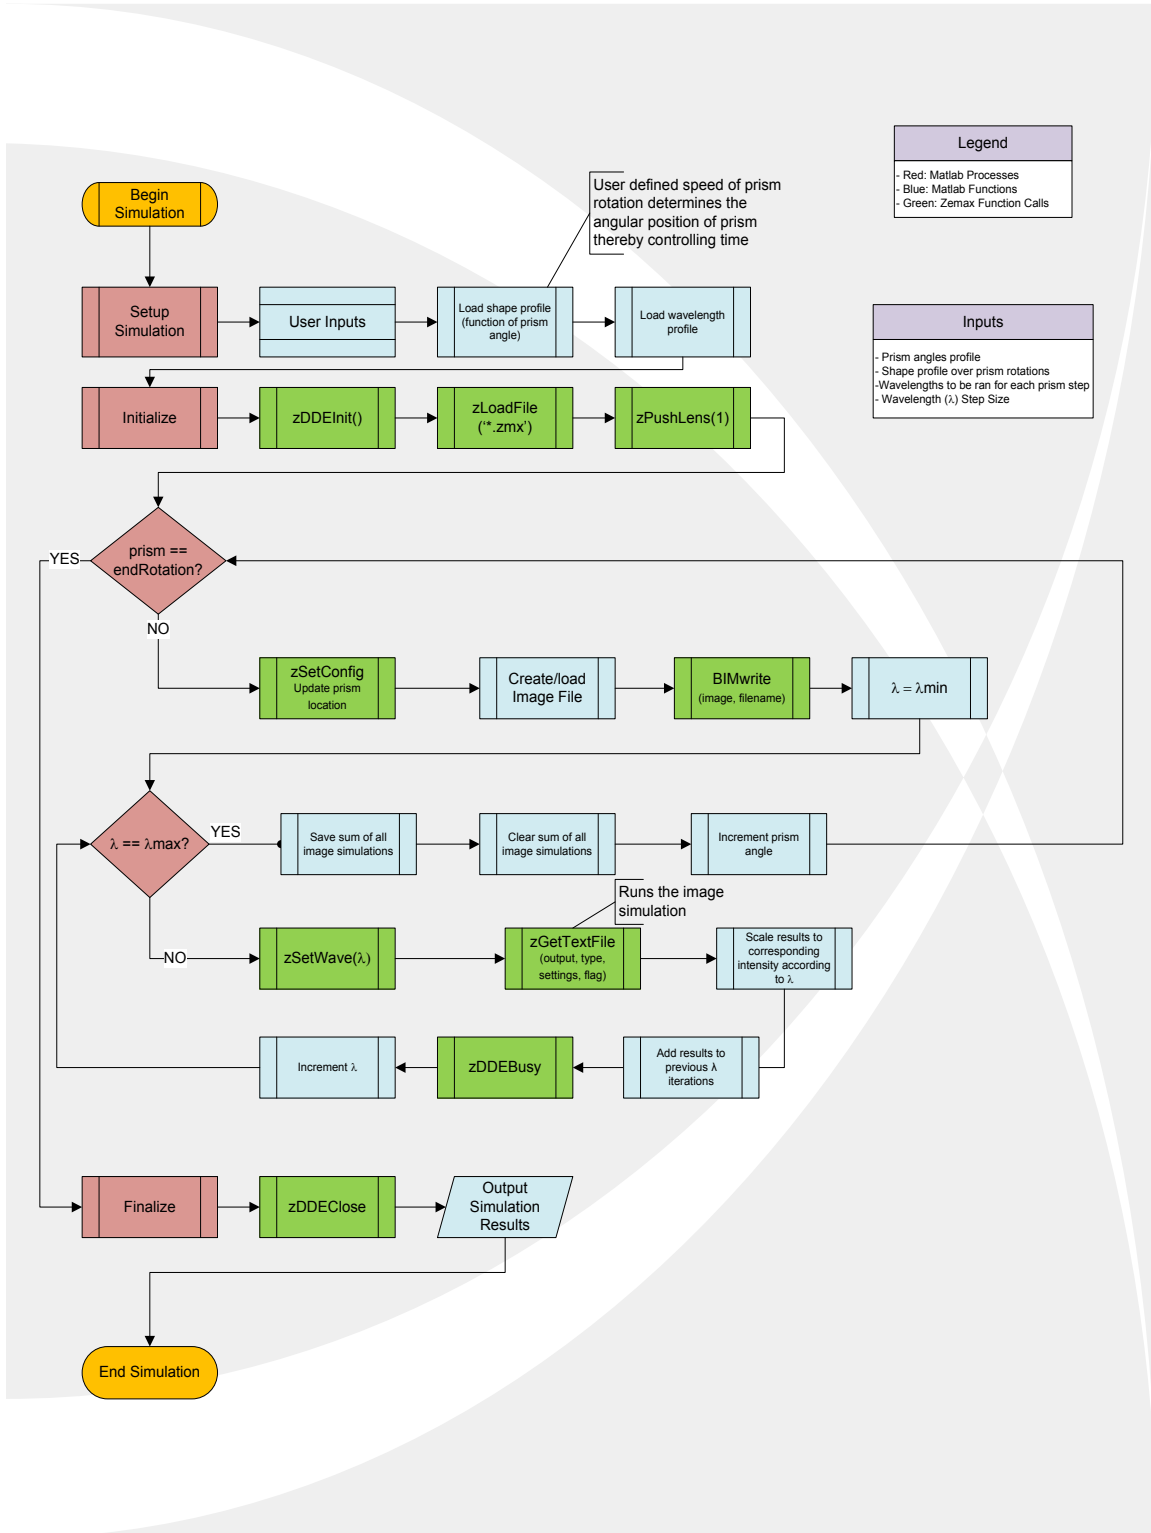 Legend
- Red: Matlab Processes
- Blue: Matlab Functions
- Green: Zemax Function Calls
Begin
Simulation
User defined speed of prism
rotation determines the
angular position of prism
thereby controlling time
Setup
Simulation
User Inputs
Load shape profile
(function of prism
angle)
Load wavelength
profile
Inputs
- Prism angles profile
- Shape profile over prism rotations
-Wavelengths to be ran for each prism step
- Wavelength (λ) Step Size
Initialize
zDDEInit()
zLoadFile
(‘*.zmx’)
zPushLens(1)
YES
prism ==
endRotation?
NO
zSetConfig
Update prism
location
Create/load
Image File
BIMwrite
(image, filename)
λ = λmin
λ == λmax?
YES
Save sum of all
image simulations
Clear sum of all
image simulations
Increment prism
angle
Runs the image
simulation
NO
zSetWave(λ)
zGetTextFile
(output, type,
settings, flag)
Scale results to
corresponding
intensity according
to λ
Increment λ
zDDEBusy
Add results to
previous λ
iterations
Finalize
zDDEClose
Output
Simulation
Results
End Simulation